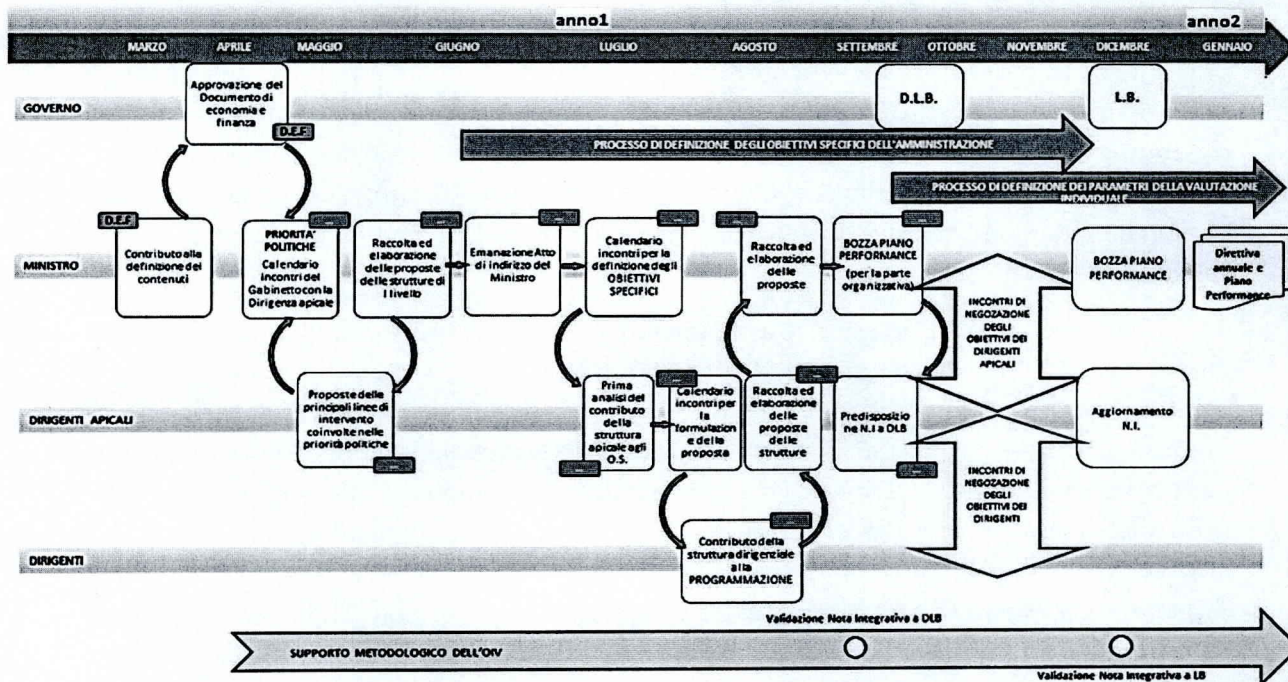 anno1
anno2
MARZO
APRILE
MAGGIO
GIUGNO
LUGLIO
AGOSTO
SETTEMBRE
OTTOBRE
NOVEMBRE
DICEMBRE
GENNAIO
GOVERNO
Approvazione del
Documento di
economia e
finanza
D.E.F
D.L.B.
L.B.
PROCESSO DI DEFINIZIONE DEGLI OBIETTIVI SPECIFICI DELL'AMMINISTRAZIONE
PROCESSO DI DEFINIZIONE DEI PARAMETRI DELLA VALUTAZIONE
INDIVIDUALE
MINISTRO
D.E.F
Contributo alla
definizione dei
contenuti
PRIORITA'
POLITICHE
Calendario
incontri del
Gabinetto con la
Dirigenza apicale
Raccolta ed
elaborazione
delle proposte
delle strutture di
I livello
Emanazione Atto
di indirizzo del
Ministro
Calendario
incontri per la
definizione degli
OBIETTIVI
SPECIFICI
Raccolta ed
elaborazione
delle
proposte
BOZZA PIANO
PERFORMANCE
(per la parte
organizzativa)
INCONTRI DI
NEGOZAZIONE
DEGLI
OBIETTIVI DEI
DIRIGENTI
APICALI
BOZZA PIANO
PERFORMANCE
Direttiva
annuale e
Piano
Performance
DIRIGENTI APICALI
Proposte delle
principali linee di
intervento
coinvolte nelle
priorità politiche
Prima
analisi del
contributo
della
struttura
apicale agli
O.S.
Calendario
incontri per
la
formulazion
e della
proposta
Raccolta ed
elaborazione
delle
proposte
delle
strutture
Predisposizio
ne N.I a DLB
Aggiornamento
N.I.
INCONTRI DI
NEGOZAZIONE
DEGLI
OBIETTIVI DEI
DIRIGENTI
DIRIGENTI
Contributo della
struttura dirigenziale
alla
PROGRAMMAZIONE
Validazione Nota Integrativa a DLB
SUPPORTO METODOLOGICO DELL'OIV
Validazione Nota Integrativa a LB